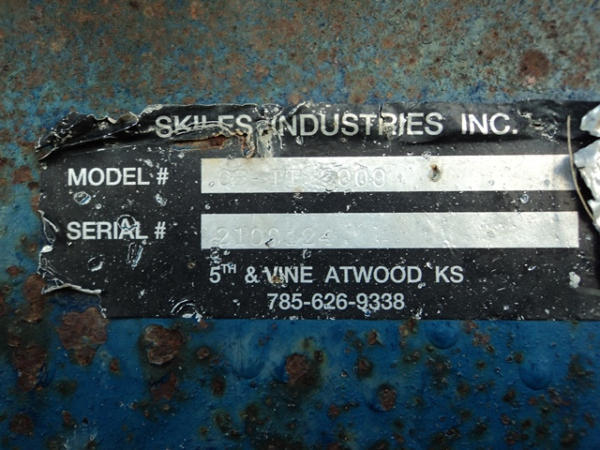 SKILES INDUSTRIES INC.
MODEL #
SERIAL #
5TH & VINE ATWOOD KS
785-626-9338